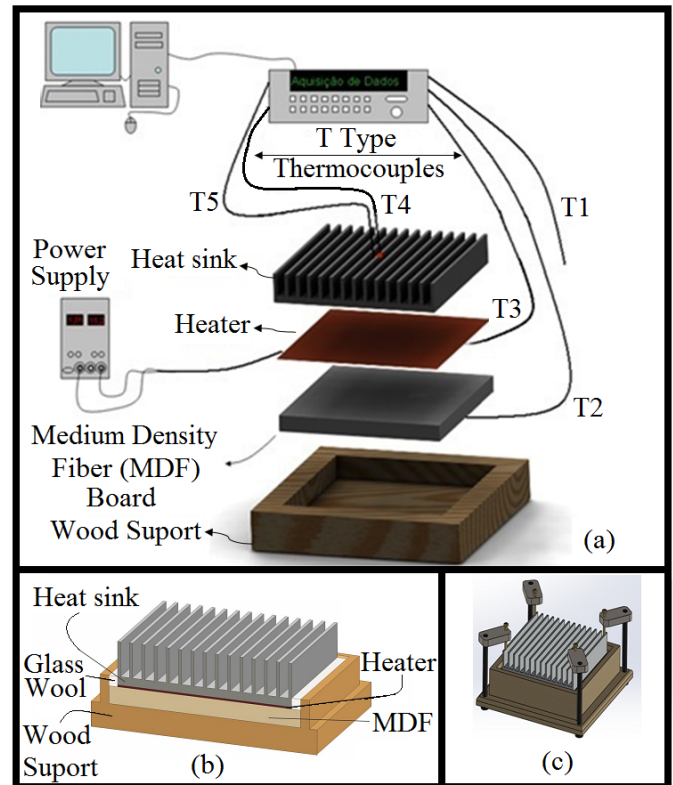 Aquisição de Dados
T Type
Thermocouples
T5
T4
T1
Power
Supply
Heat sink
Heater
T3
T2
Medium Density
Fiber (MDF)
Board
Wood Suport
(a)
Heat sink
Glass
Wool
Heater
MDF
Wood
Suport
(b)
(c)